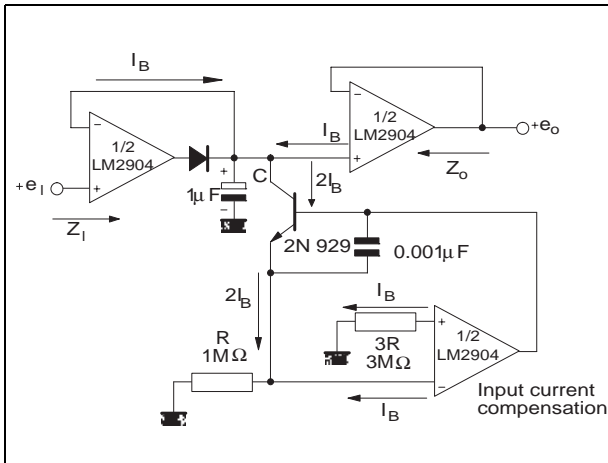 I_B
1/2
LM2904
+e_I
Z_I
+
1µF
−
C
2I_B
2N 929
0.001µF
I_B
1/2
LM2904
+e_o
Z_o
2I_B
R
1MΩ
I_B
3R
3MΩ
1/2
LM2904
I_B
Input current
compensation